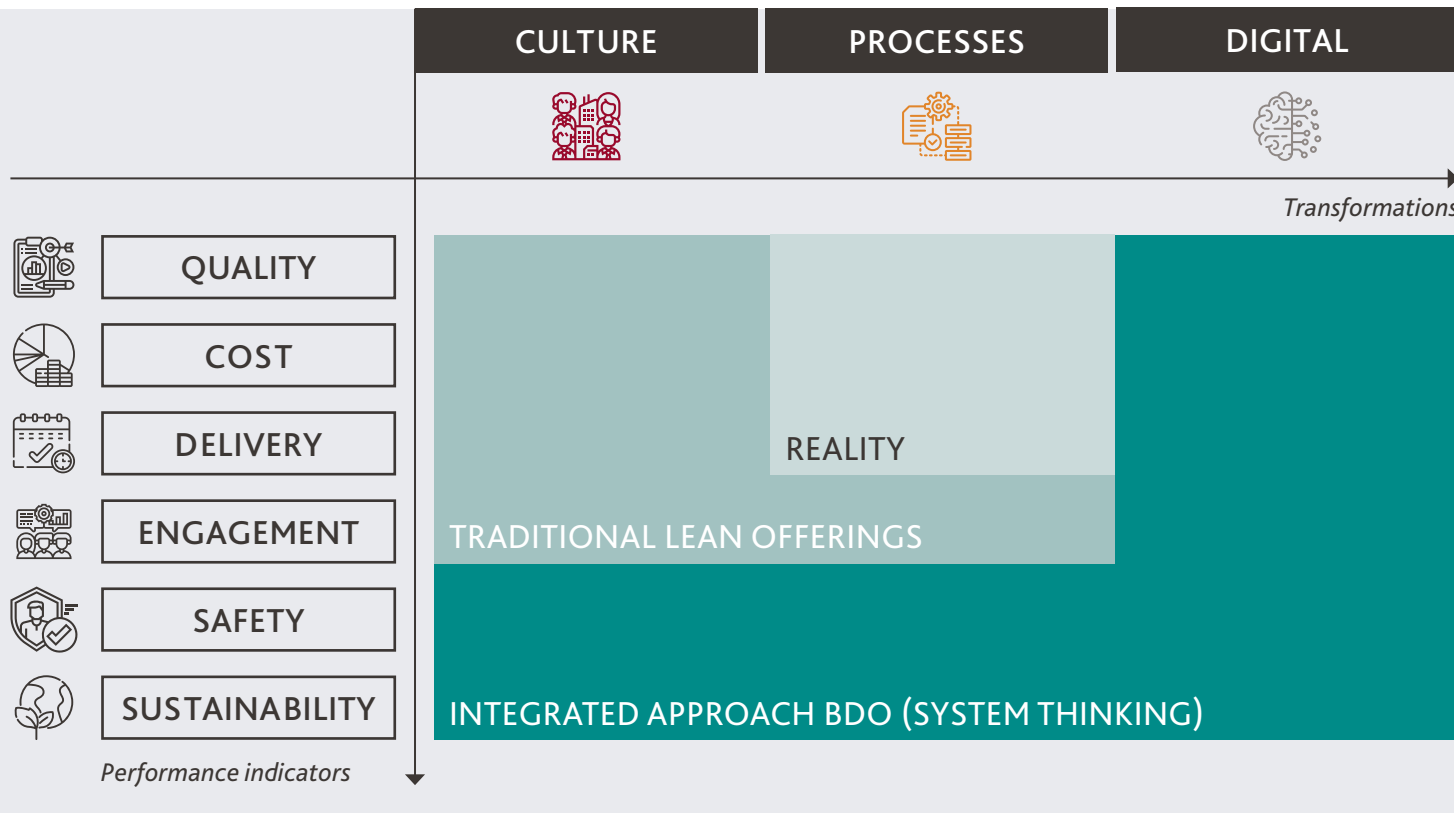 CULTURE
PROCESSES
DIGITAL
Transformations
QUALITY
COST
DELIVERY
REALITY
ENGAGEMENT
TRADITIONAL LEAN OFFERINGS
SAFETY
SUSTAINABILITY
INTEGRATED APPROACH BDO (SYSTEM THINKING)
Performance indicators